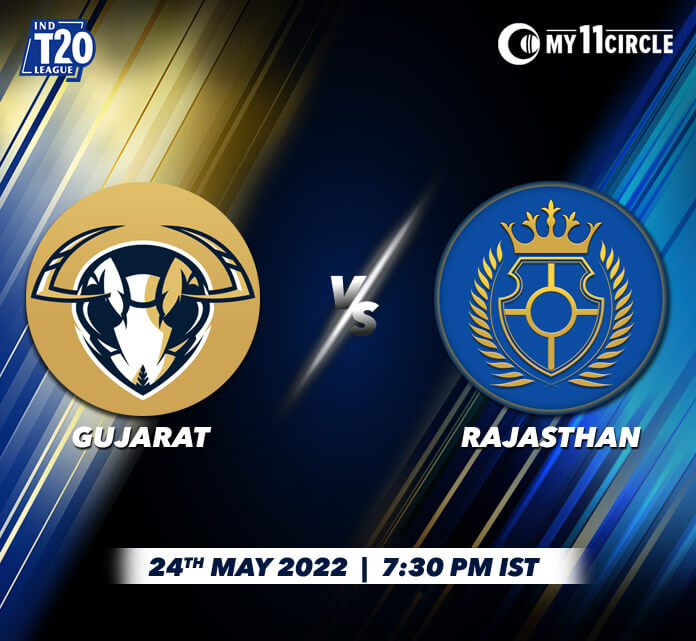 IND
T20
LEAGUE
MY11CIRCLE
VS
GUJARAT
RAJASTHAN
24TH MAY 2022 | 7:30 PM IST